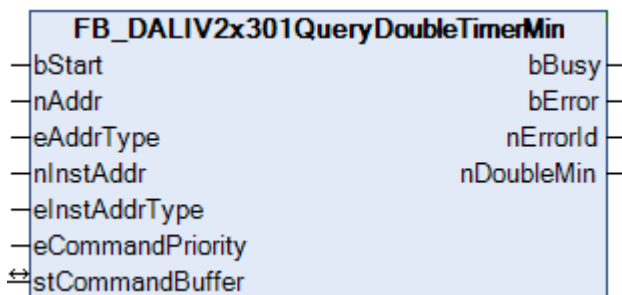 FB_DALIV2x301QueryDoubleTimerMin
bStart bBusy
nAddr bError
eAddrType nErrorId
nInstAddr nDoubleMin
eInstAddrType
eCommandPriority
stCommandBuffer